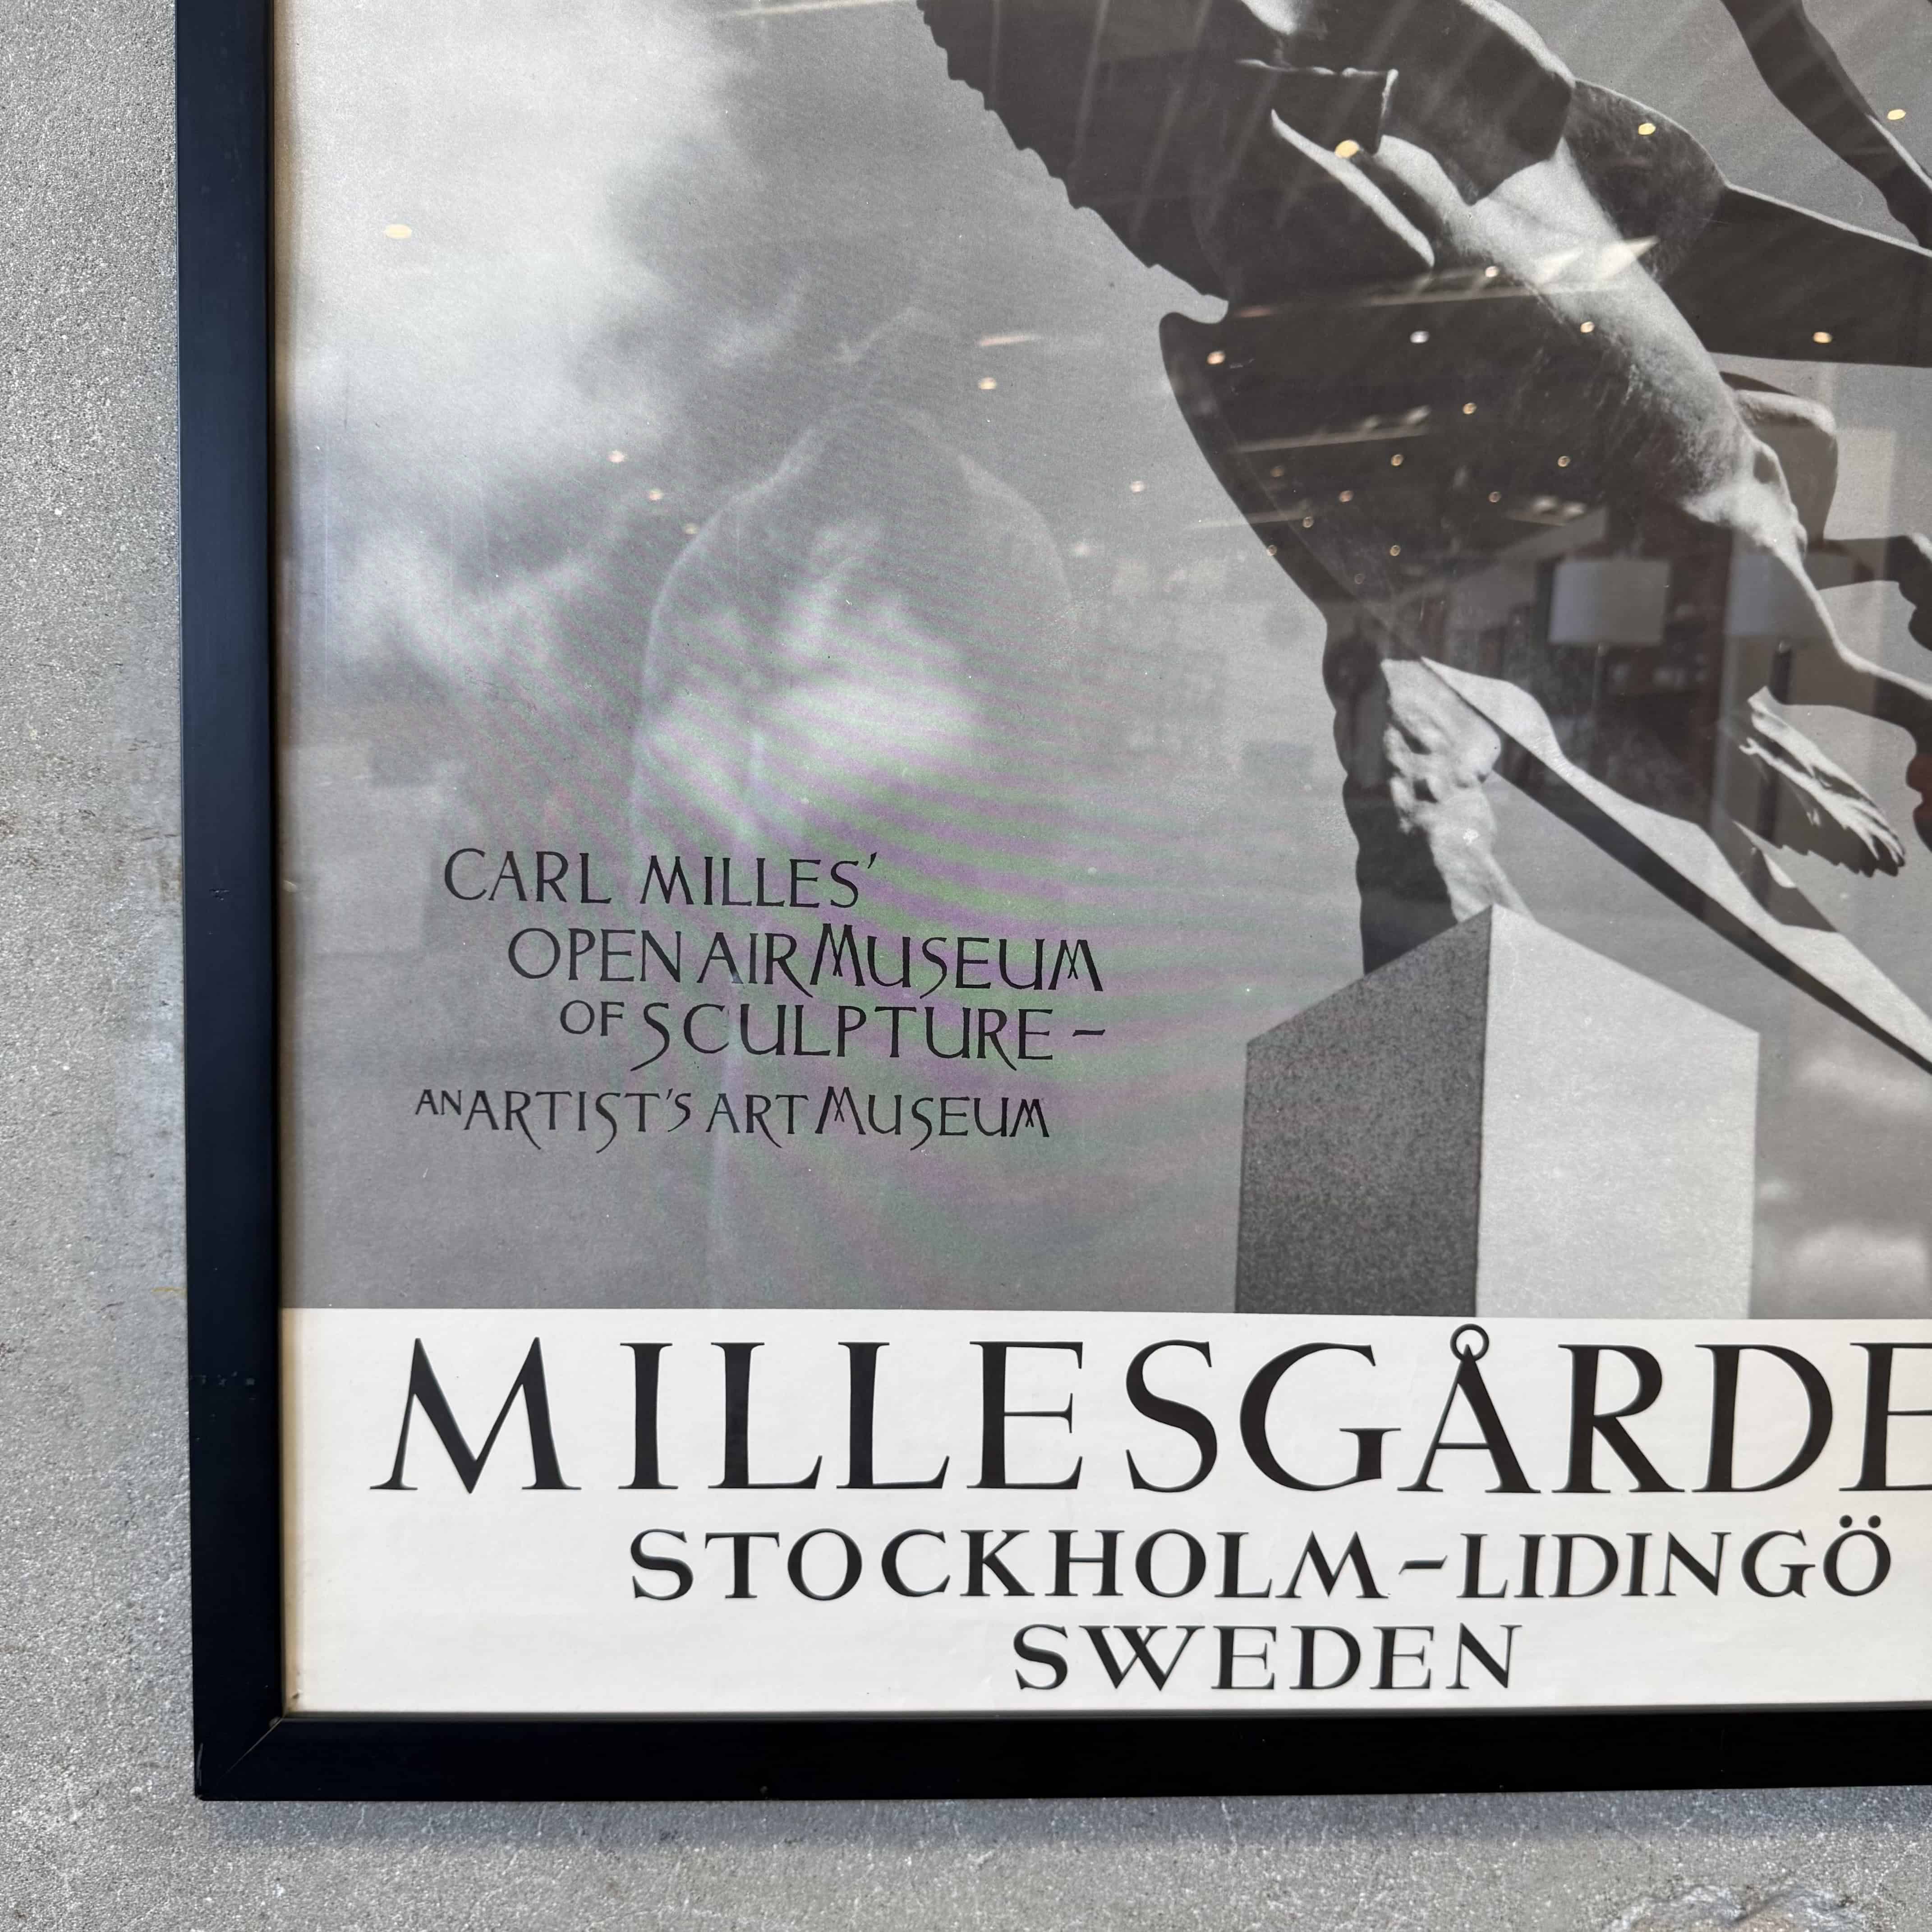 CARL MILLES'
OPEN AIR MUSEUM
OF SCULPTURE –
AN ARTIST'S ART MUSEUM
MILLESGÅRDE
STOCKHOLM – LIDINGÖ
SWEDEN